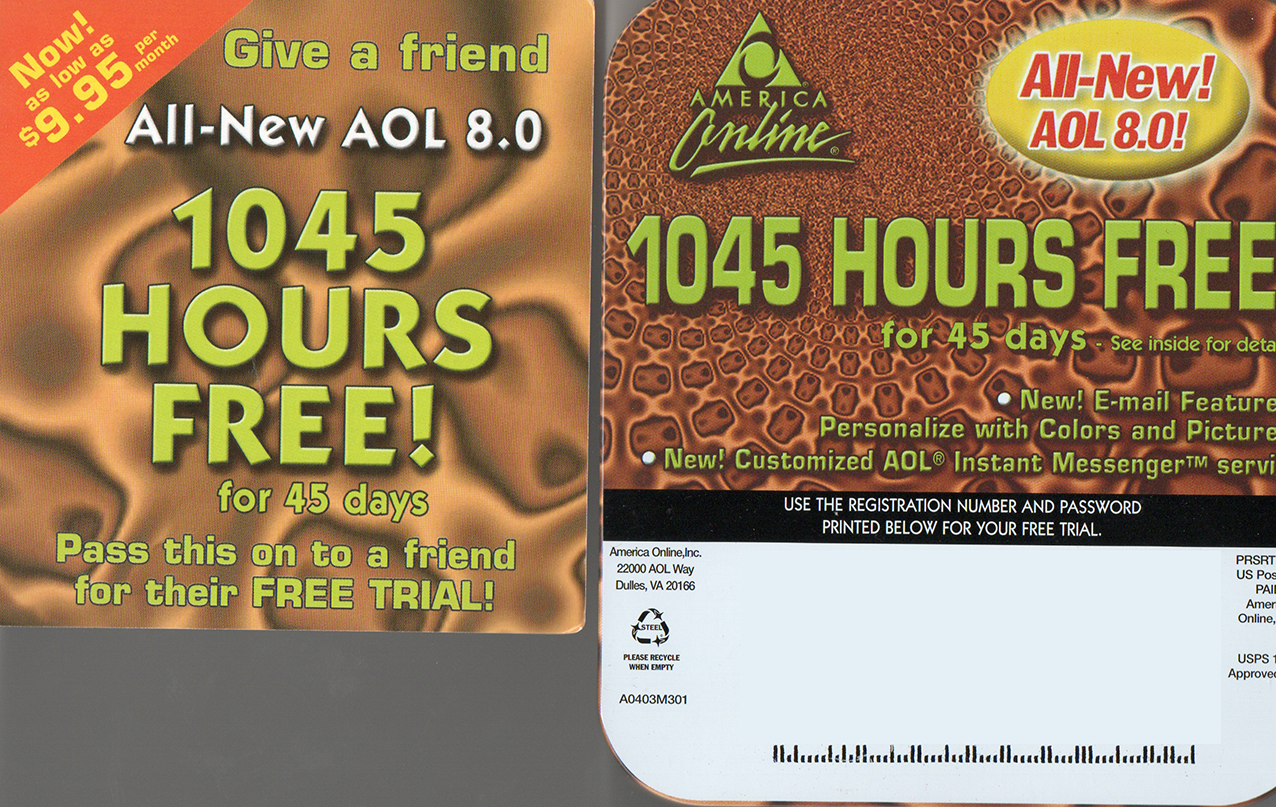 Now!
as low as
$9.95 per month
Give a friend
All-New AOL 8.0
1045
HOURS
FREE!
for 45 days
Pass this on to a friend
for their FREE TRIAL!
AMERICA
Online®
All-New!
AOL 8.0!
1045 HOURS FREE
for 45 days - See inside for deta
• New! E-mail Feature
Personalize with Colors and Picture
• New! Customized AOL® Instant Messenger™ servi
USE THE REGISTRATION NUMBER AND PASSWORD
PRINTED BELOW FOR YOUR FREE TRIAL.
America Online,Inc.
22000 AOL Way
Dulles, VA 20166
STEEL
PLEASE RECYCLE
WHEN EMPTY
A0403M301
PRSRT
US Pos
PAI
Amer
Online,
USPS 1
Approved